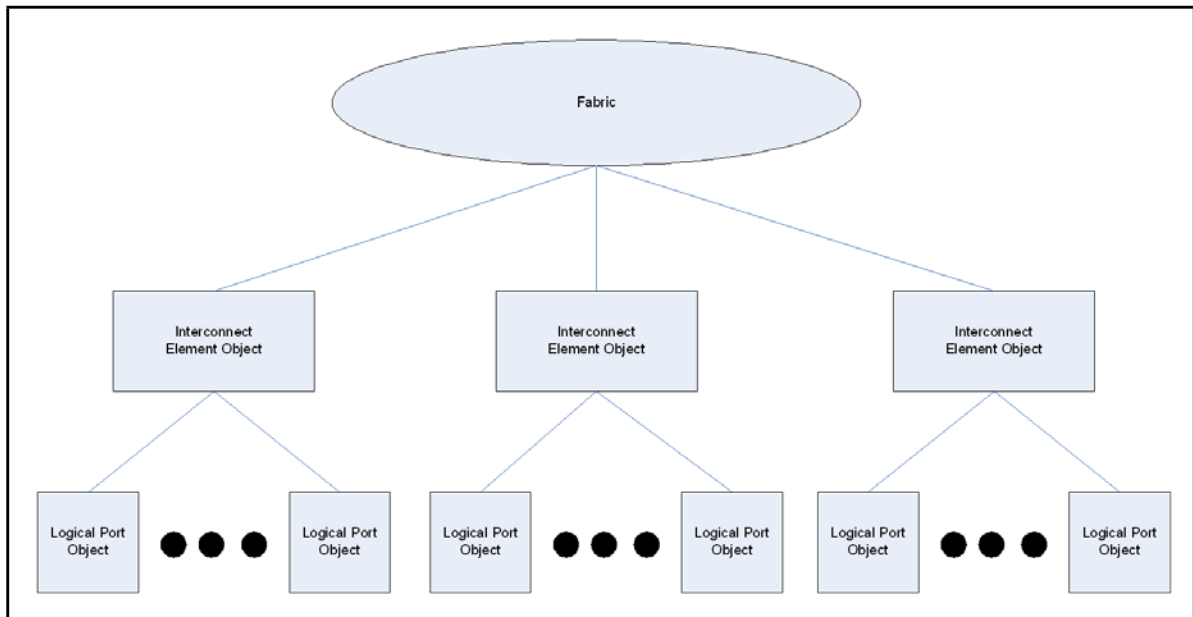 Fabric
Interconnect
Element Object
Interconnect
Element Object
Interconnect
Element Object
Logical Port
Object
Logical Port
Object
Logical Port
Object
Logical Port
Object
Logical Port
Object
Logical Port
Object